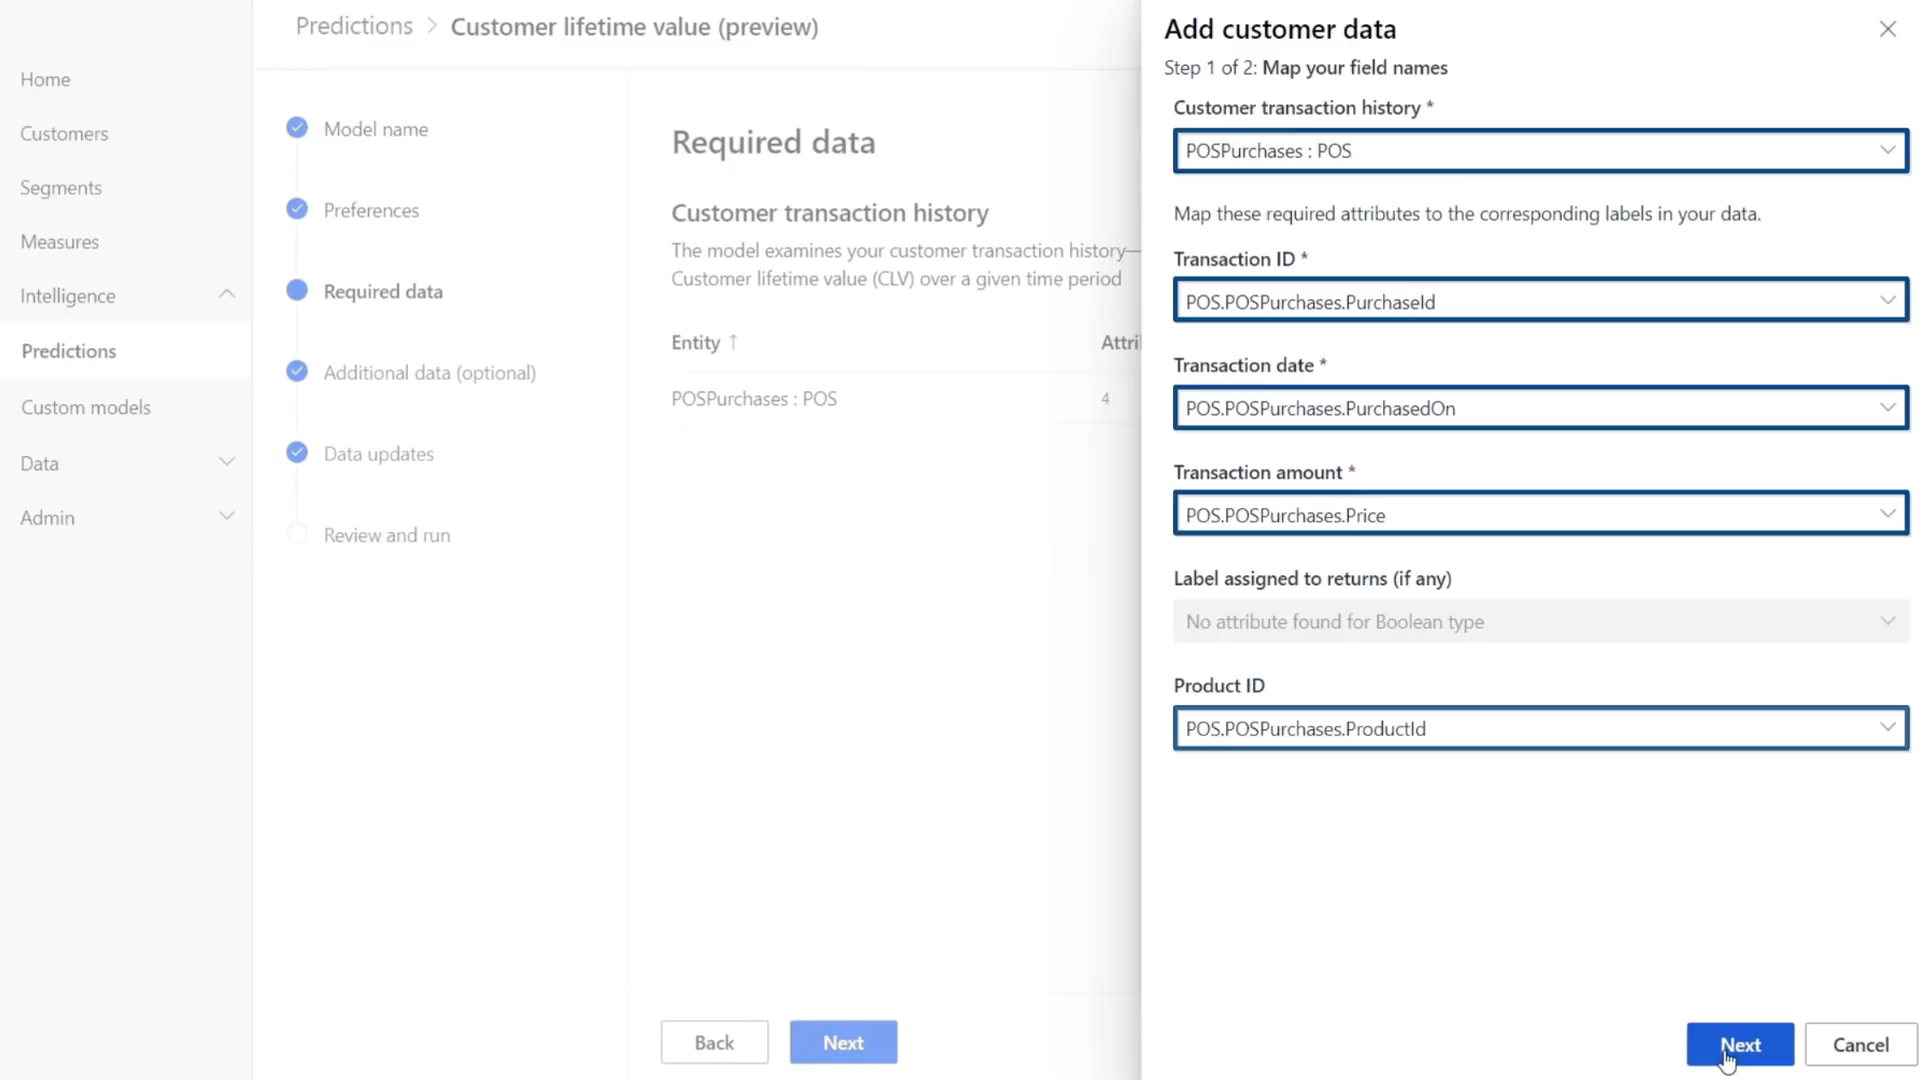 Home
Customers
Segments
Measures
Intelligence
Predictions
Custom models
Data
Admin
Predictions > Customer lifetime value (preview)
Model name
Preferences
Required data
Additional data (optional)
Data updates
Review and run
Required data
Customer transaction history
The model examines your customer transaction history—
Customer lifetime value (CLV) over a given time period
Entity ↑
POSPurchases : POS 4
Back
Next
Add customer data
Step 1 of 2: Map your field names
Customer transaction history *
POSPurchases : POS
Map these required attributes to the corresponding labels in your data.
Transaction ID *
POS.POSPurchases.PurchaseId
Transaction date *
POS.POSPurchases.PurchasedOn
Transaction amount *
POS.POSPurchases.Price
Label assigned to returns (if any)
No attribute found for Boolean type
Product ID
POS.POSPurchases.ProductId
Next
Cancel